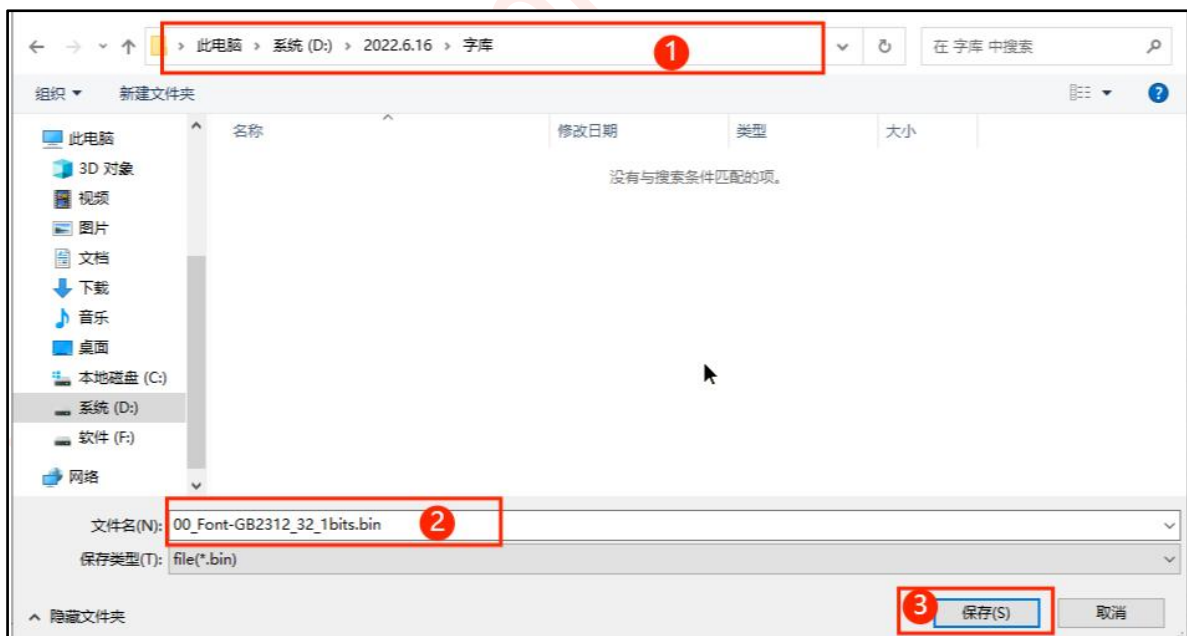 此电脑 › 系统 (D:) › 2022.6.16 › 字库 1 在 字库 中搜索
组织 新建文件夹
名称 修改日期 类型 大小
没有与搜索条件匹配的项。
此电脑
3D 对象
视频
图片
文档
下载
音乐
桌面
本地磁盘 (C:)
系统 (D:)
软件 (F:)
网络
文件名(N): 00_Font-GB2312_32_1bits.bin 2
保存类型(T): file(*.bin)
隐藏文件夹 3 保存(S) 取消